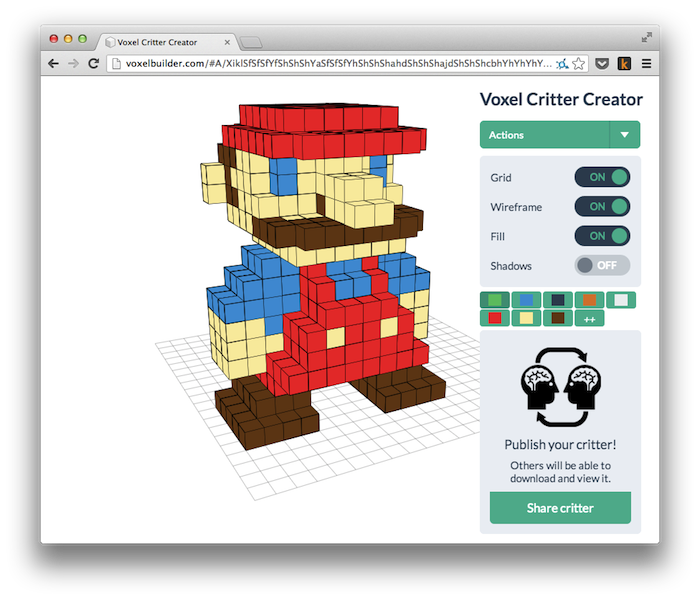 Voxel Critter Creator
voxelbuilder.com/#A/XiklSfSfSfYfShShShYaSfSfSfYhShShShahdShShShajdShShShcbhYhYhYhY...
Voxel Critter Creator
Actions
Grid
ON
Wireframe
ON
Fill
ON
Shadows
OFF
++
Publish your critter!
Others will be able to
download and view it.
Share critter